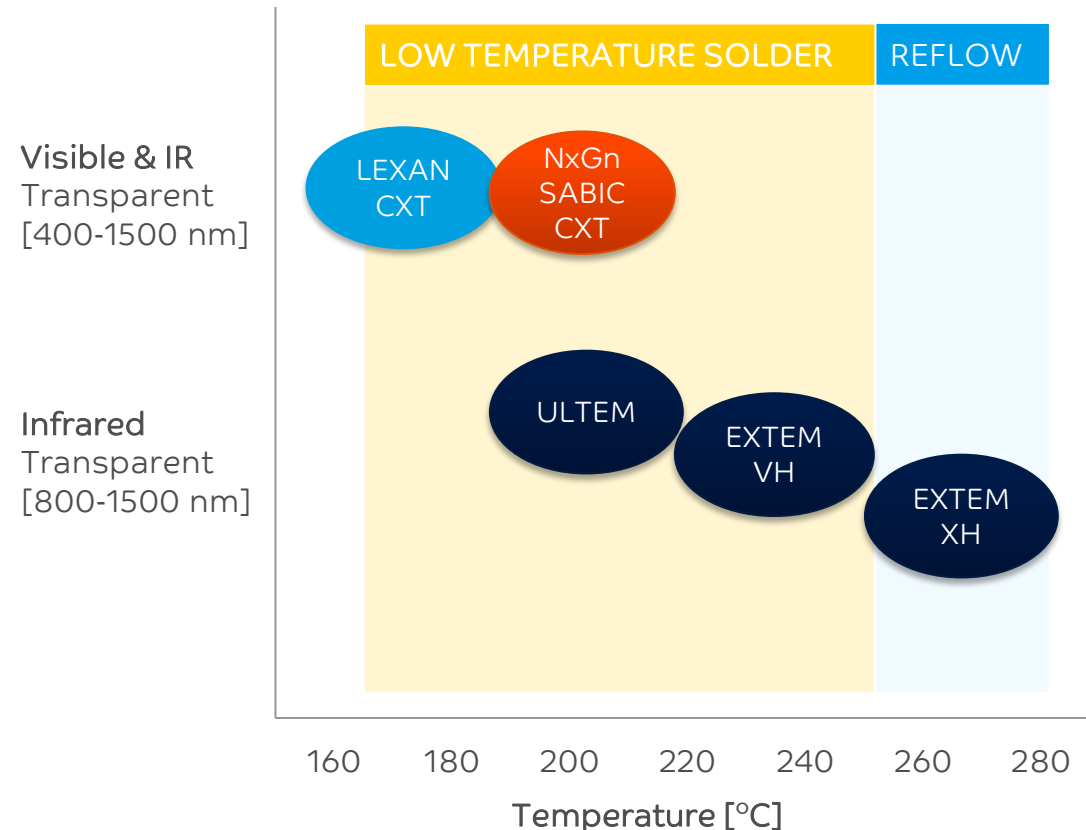 LOW TEMPERATURE SOLDER
REFLOW
Visible & IR
Transparent
[400-1500 nm]
LEXAN
CXT
NxGn
SABIC
CXT
Infrared
Transparent
[800-1500 nm]
ULTEM
EXTEM
VH
EXTEM
XH
160 180 200 220 240 260 280
Temperature [°C]